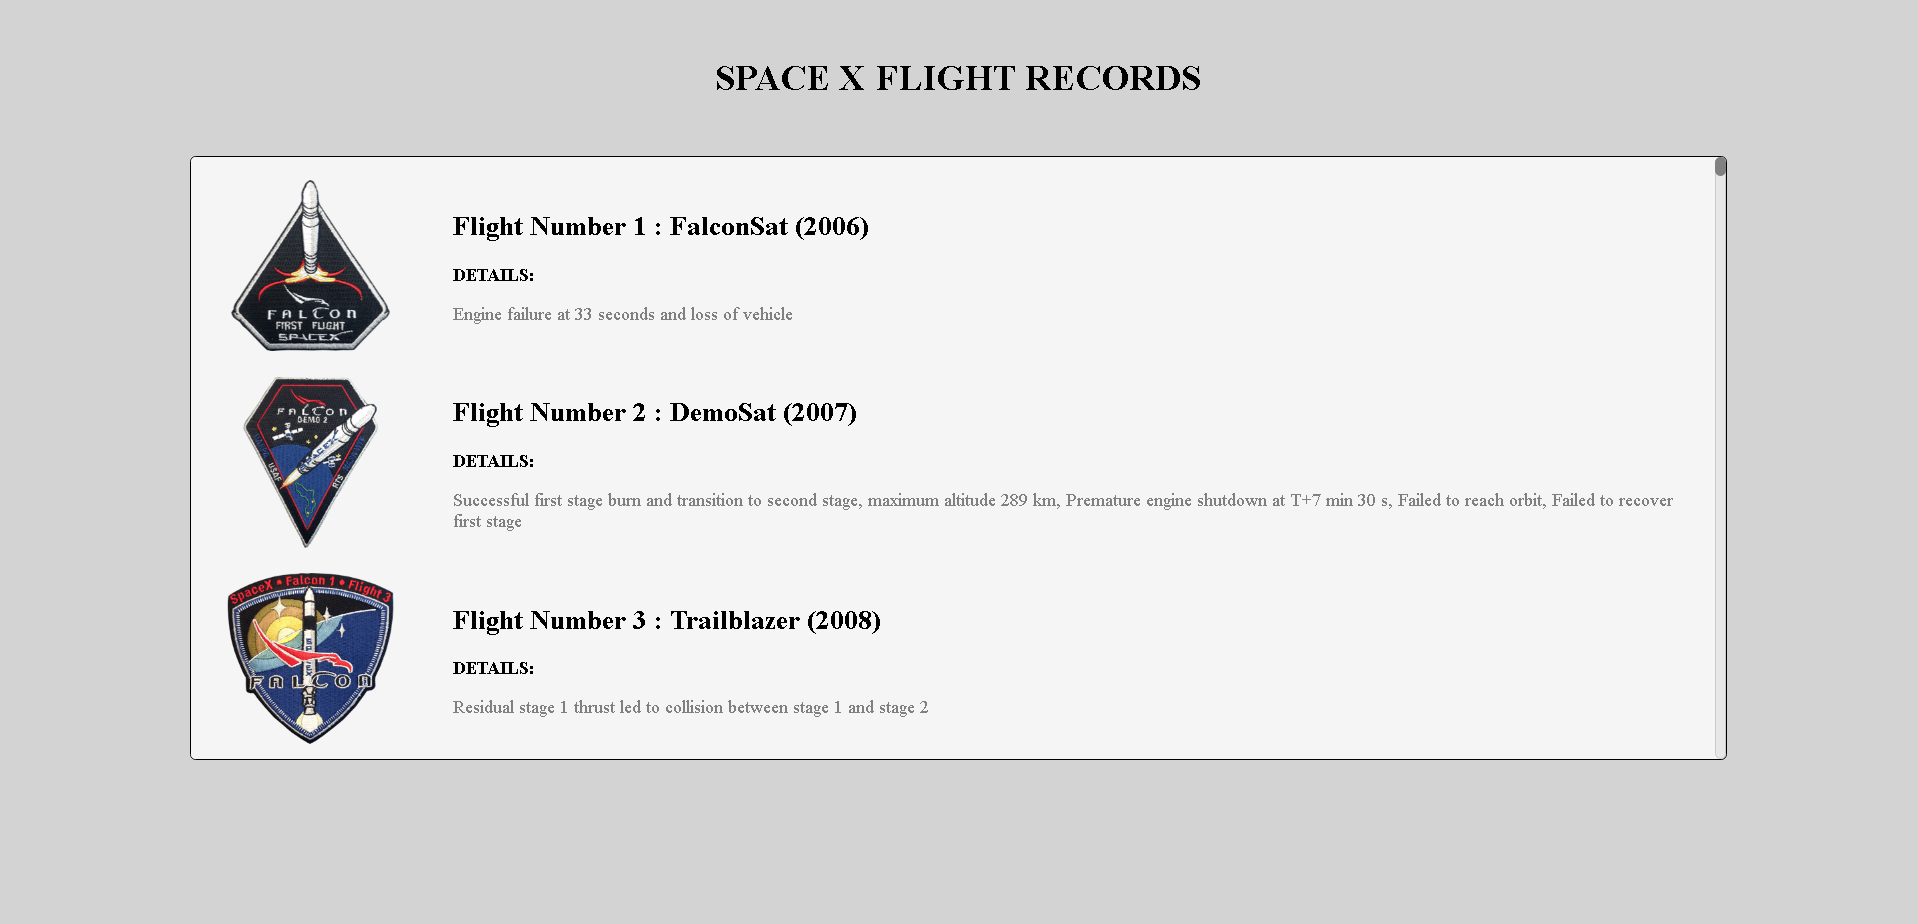 SPACE X FLIGHT RECORDS
FALCON
FIRST FLIGHT
SPACEX
Flight Number 1 : FalconSat (2006)
DETAILS:
Engine failure at 33 seconds and loss of vehicle
FALCON
DEMO 2
SPACEX
USAF
RTS
Flight Number 2 : DemoSat (2007)
DETAILS:
Successful first stage burn and transition to second stage, maximum altitude 289 km, Premature engine shutdown at T+7 min 30 s, Failed to reach orbit, Failed to recover
first stage
SpaceX • Falcon 1 • Flight 3
FALCON
Flight Number 3 : Trailblazer (2008)
DETAILS:
Residual stage 1 thrust led to collision between stage 1 and stage 2